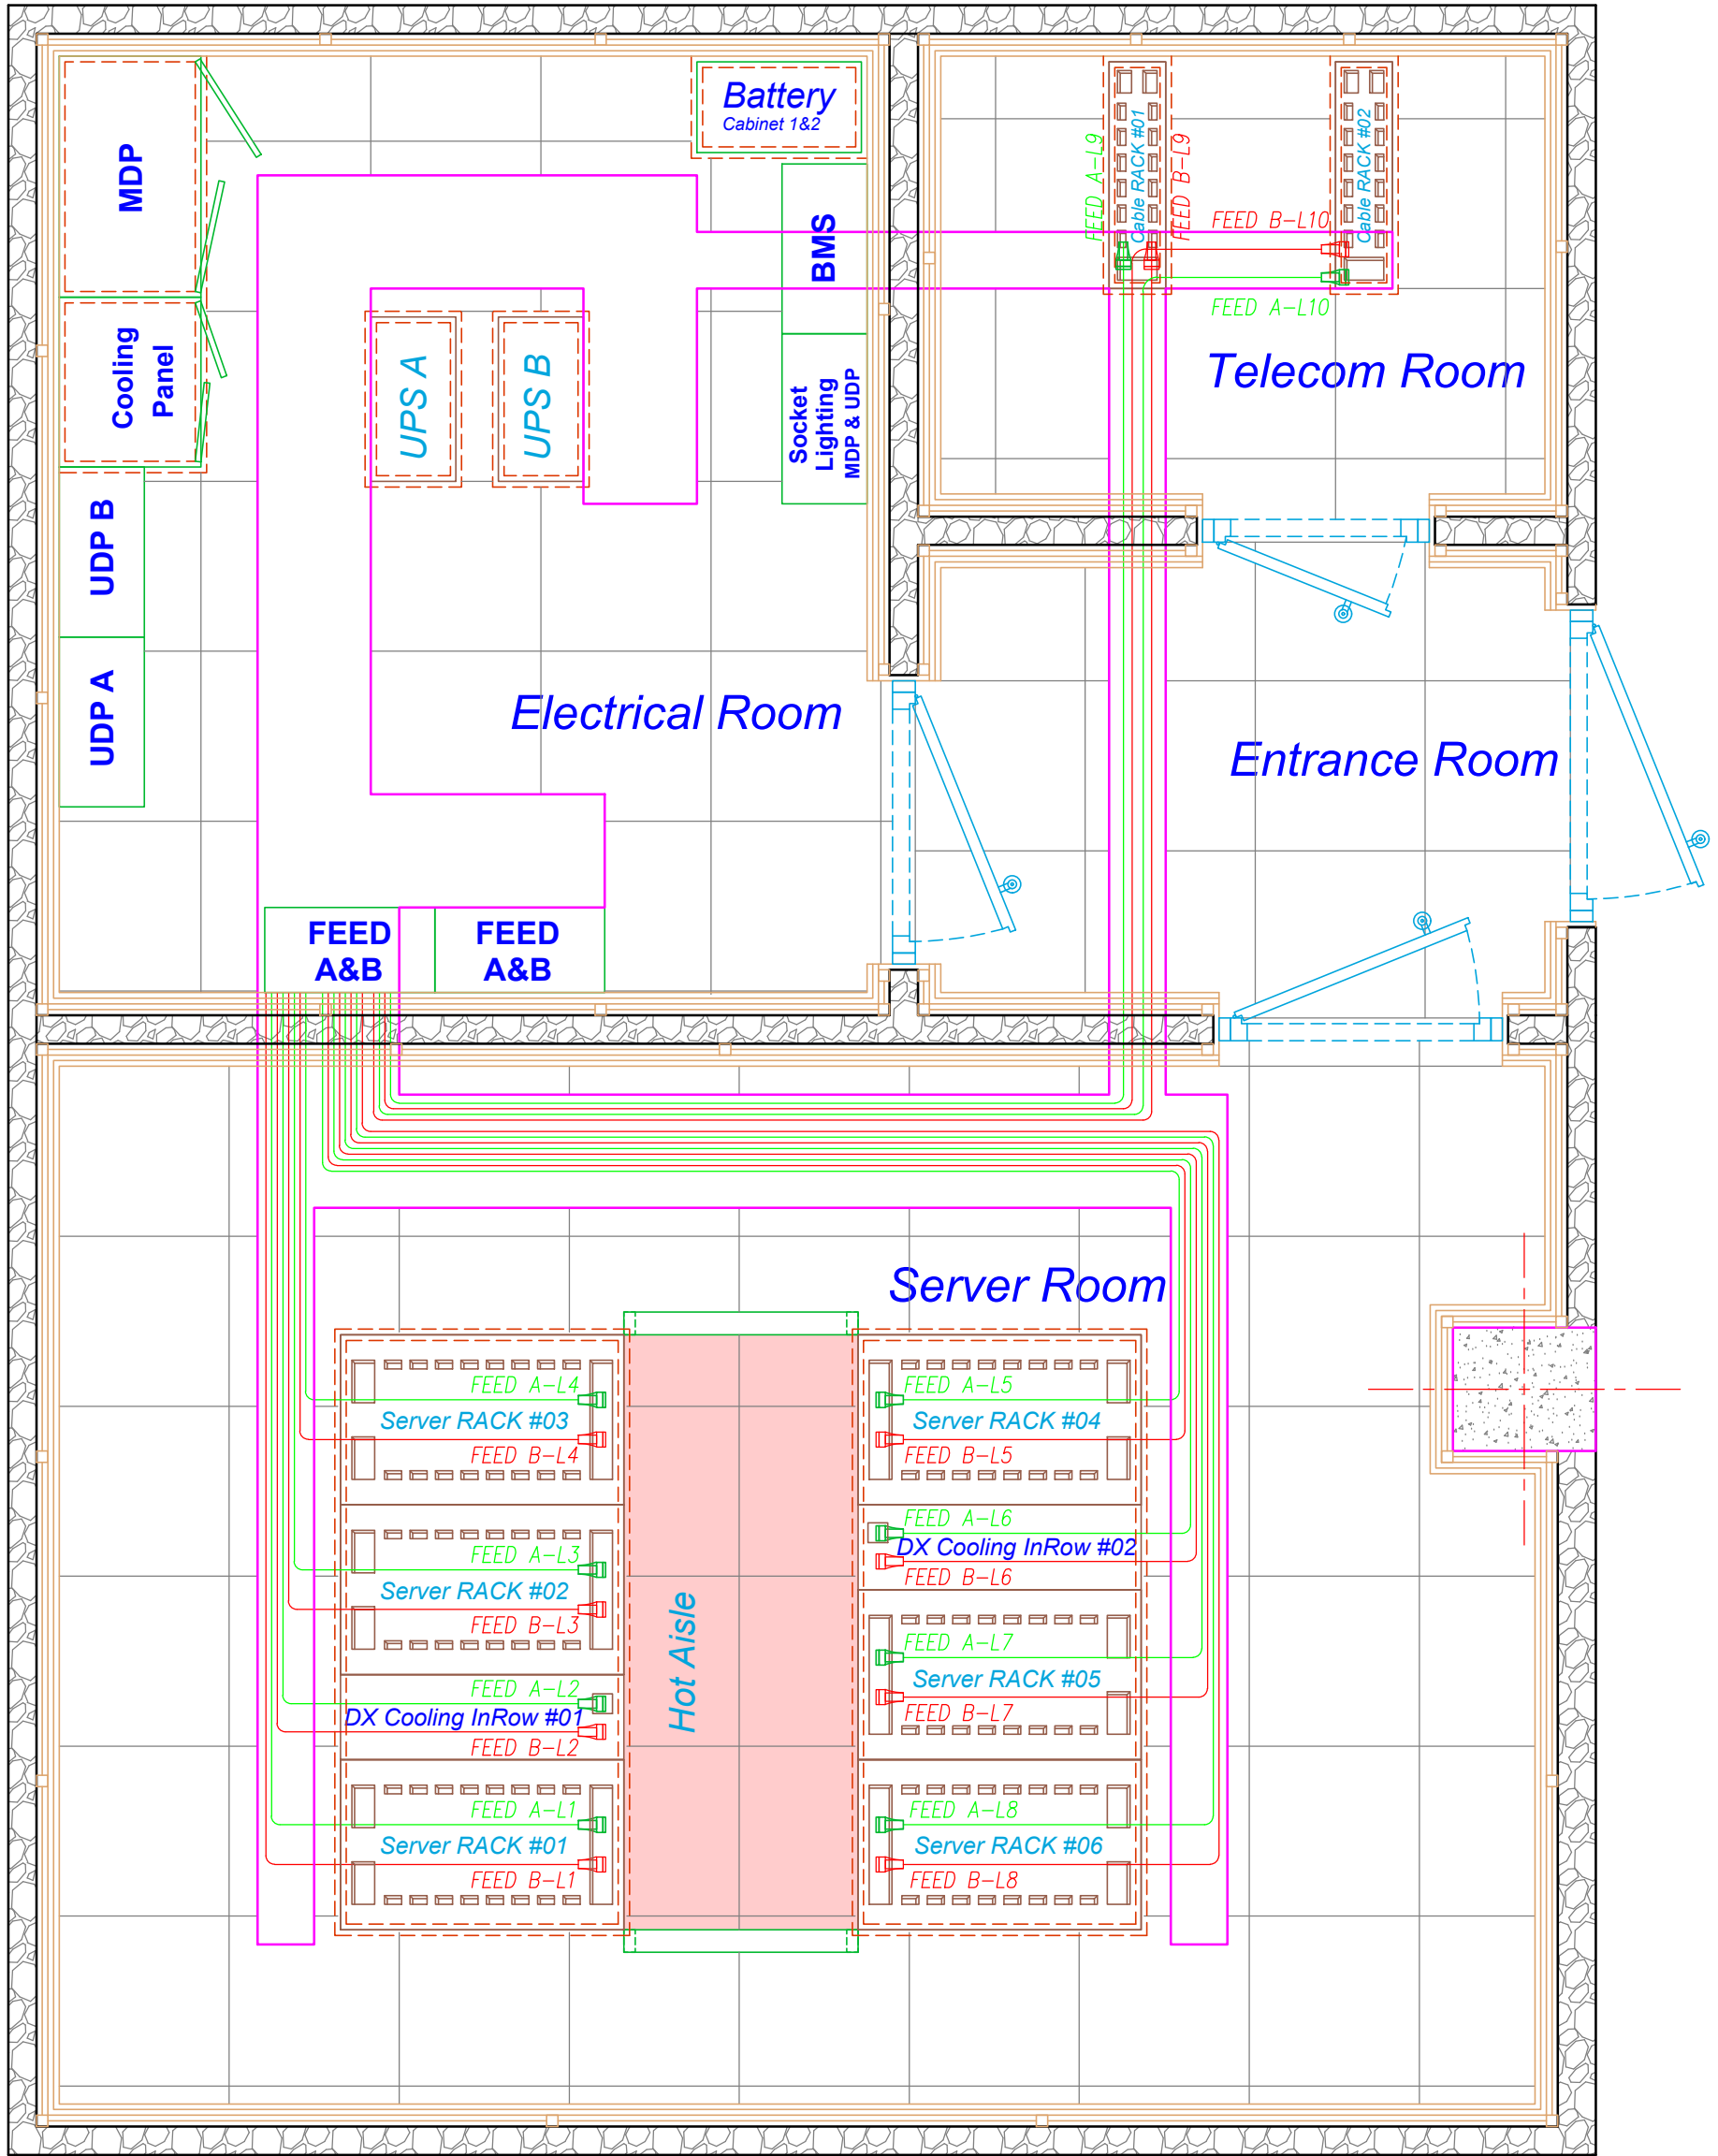 MDP
Battery
Cabinet 1&2
BMS
Cooling
Panel
UPS A
UPS B
Socket
Lighting
MDP & UDP
UDP B
UDP A
Electrical Room
FEED
A&B
FEED
A&B
FEED A-L9
Cable RACK #01
FEED B-L9
FEED B-L10
Cable RACK #02
FEED A-L10
Telecom Room
Entrance Room
Server Room
FEED A-L4
Server RACK #03
FEED B-L4
FEED A-L3
Server RACK #02
FEED B-L3
FEED A-L2
DX Cooling InRow #01
FEED B-L2
FEED A-L1
Server RACK #01
FEED B-L1
Hot Aisle
FEED A-L5
Server RACK #04
FEED B-L5
FEED A-L6
DX Cooling InRow #02
FEED B-L6
FEED A-L7
Server RACK #05
FEED B-L7
FEED A-L8
Server RACK #06
FEED B-L8